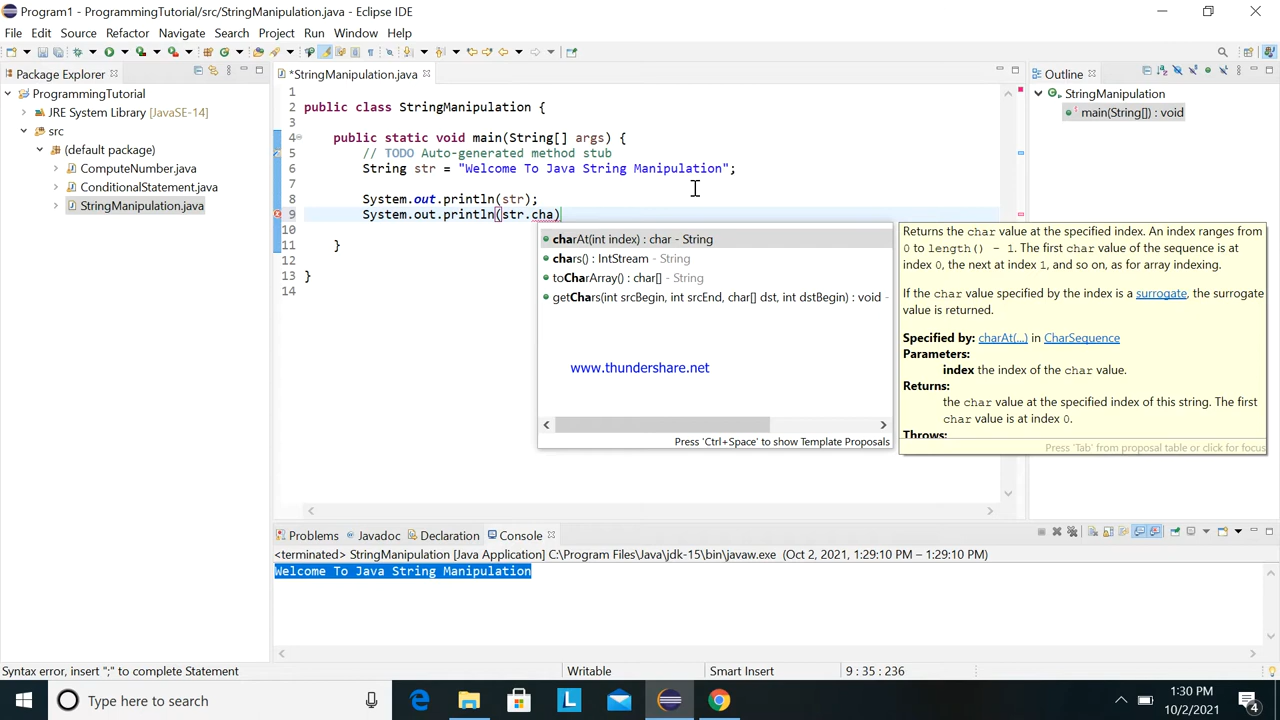 Program1 - ProgrammingTutorial/src/StringManipulation.java - Eclipse IDE
File Edit Source Refactor Navigate Search Project Run Window Help
Package Explorer
ProgrammingTutorial
JRE System Library [JavaSE-14]
src
(default package)
ComputeNumber.java
ConditionalStatement.java
StringManipulation.java
*StringManipulation.java
1
2 public class StringManipulation {
3
4 public static void main(String[] args) {
5 // TODO Auto-generated method stub
6 String str = "Welcome To Java String Manipulation";
7
8 System.out.println(str);
9 System.out.println(str.cha)
10
11 }
12
13 }
14
charAt(int index) : char - String
chars() : IntStream - String
toCharArray() : char[] - String
getChars(int srcBegin, int srcEnd, char[] dst, int dstBegin) : void -
www.thundershare.net
Press 'Ctrl+Space' to show Template Proposals
Returns the char value at the specified index. An index ranges from
0 to length() - 1. The first char value of the sequence is at
index 0, the next at index 1, and so on, as for array indexing.
If the char value specified by the index is a surrogate, the surrogate
value is returned.
Specified by: charAt(...) in CharSequence
Parameters:
index the index of the char value.
Returns:
the char value at the specified index of this string. The first
char value is at index 0.
Throws:
Press 'Tab' from proposal table or click for focus
Outline
StringManipulation
main(String[]) : void
Problems Javadoc Declaration Console
<terminated> StringManipulation [Java Application] C:\Program Files\Java\jdk-15\bin\javaw.exe (Oct 2, 2021, 1:29:10 PM – 1:29:10 PM)
Welcome To Java String Manipulation
Syntax error, insert ";" to complete Statement
Writable
Smart Insert
9 : 35 : 236
Type here to search
1:30 PM
10/2/2021
4